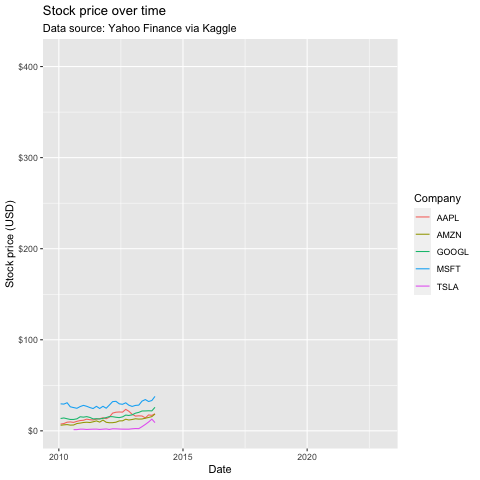 Stock price over time
Data source: Yahoo Finance via Kaggle
$400
$300
$200
$100
$0
Stock price (USD)
2010
2015
2020
Date
Company
AAPL
AMZN
GOOGL
MSFT
TSLA